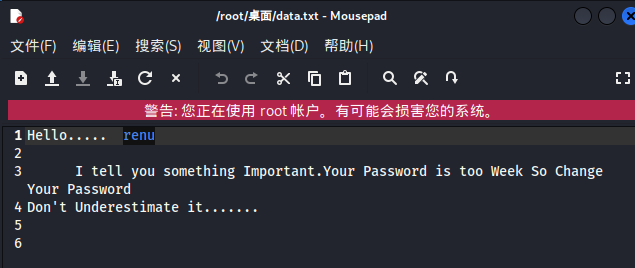 /root/桌面/data.txt - Mousepad
文件(F) 编辑(E) 搜索(S) 视图(V) 文档(D) 帮助(H)
警告: 您正在使用 root 帐户。有可能会损害您的系统。
1 Hello..... renu
2
3 I tell you something Important.Your Password is too Week So Change
Your Password
4 Don't Underestimate it.......
5
6